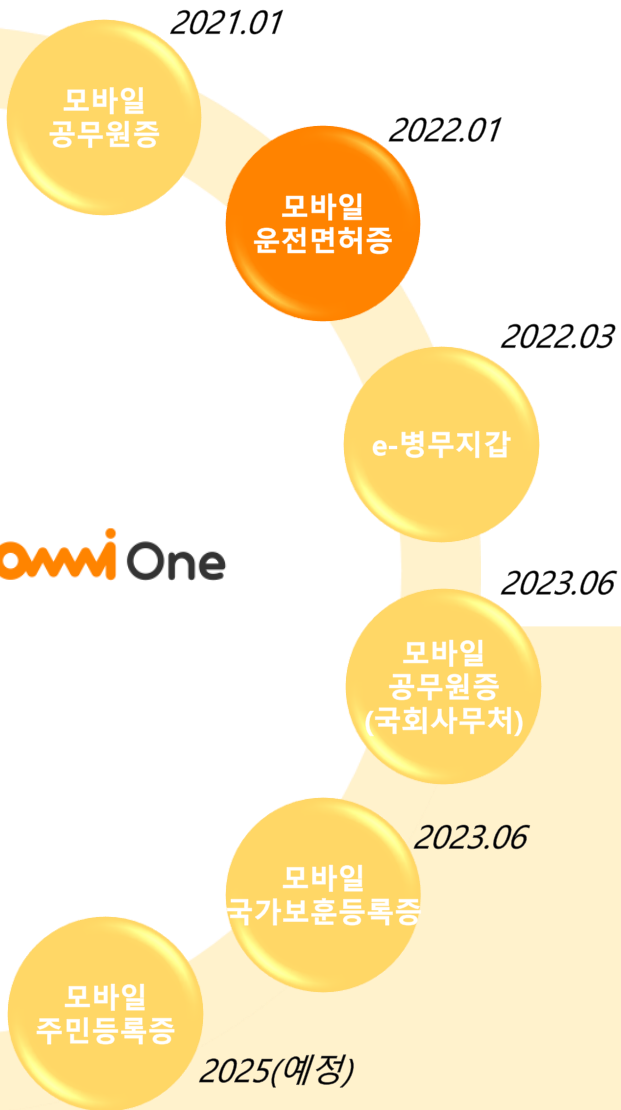 2021.01
모바일
공무원증
2022.01
모바일
운전면허증
2022.03
e-병무지갑
omni One
2023.06
모바일
공무원증
(국회사무처)
2023.06
모바일
국가보훈등록증
모바일
주민등록증
2025(예정)